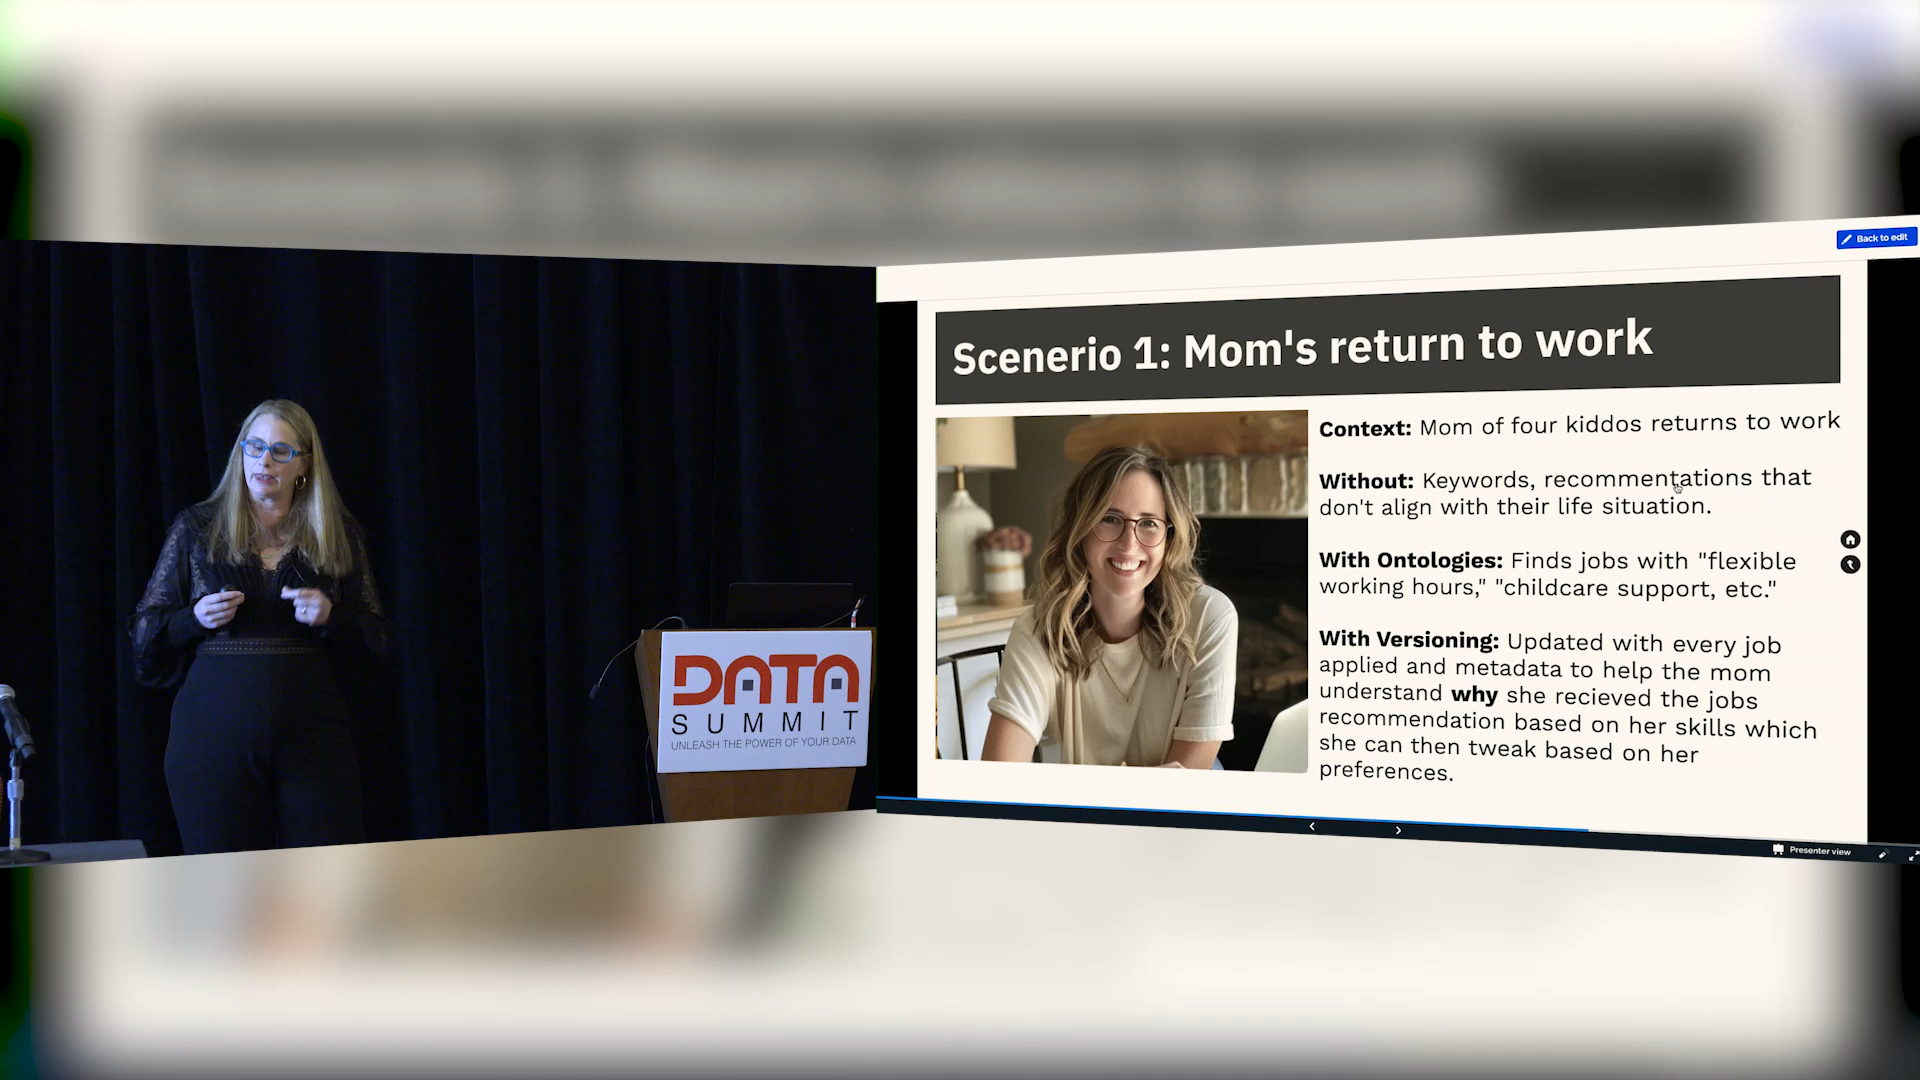 DATA
SUMMIT
UNLEASH THE POWER OF YOUR DATA
Back to edit
Scenerio 1: Mom's return to work
Context: Mom of four kiddos returns to work
Without: Keywords, recommentations that
don't align with their life situation.
With Ontologies: Finds jobs with "flexible
working hours," "childcare support, etc."
With Versioning: Updated with every job
applied and metadata to help the mom
understand why she recieved the jobs
recommendation based on her skills which
she can then tweak based on her
preferences.
Presenter view